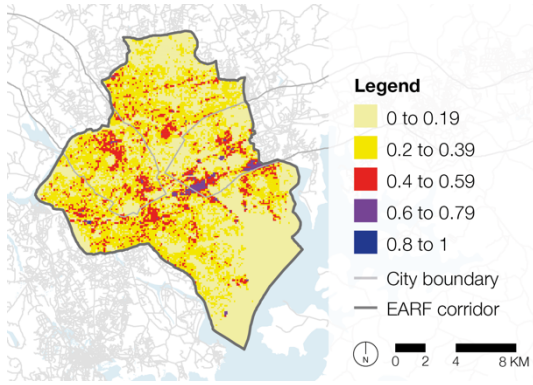 Legend
0 to 0.19
0.2 to 0.39
0.4 to 0.59
0.6 to 0.79
0.8 to 1
City boundary
EARF corridor
N
0 2 4 8 KM